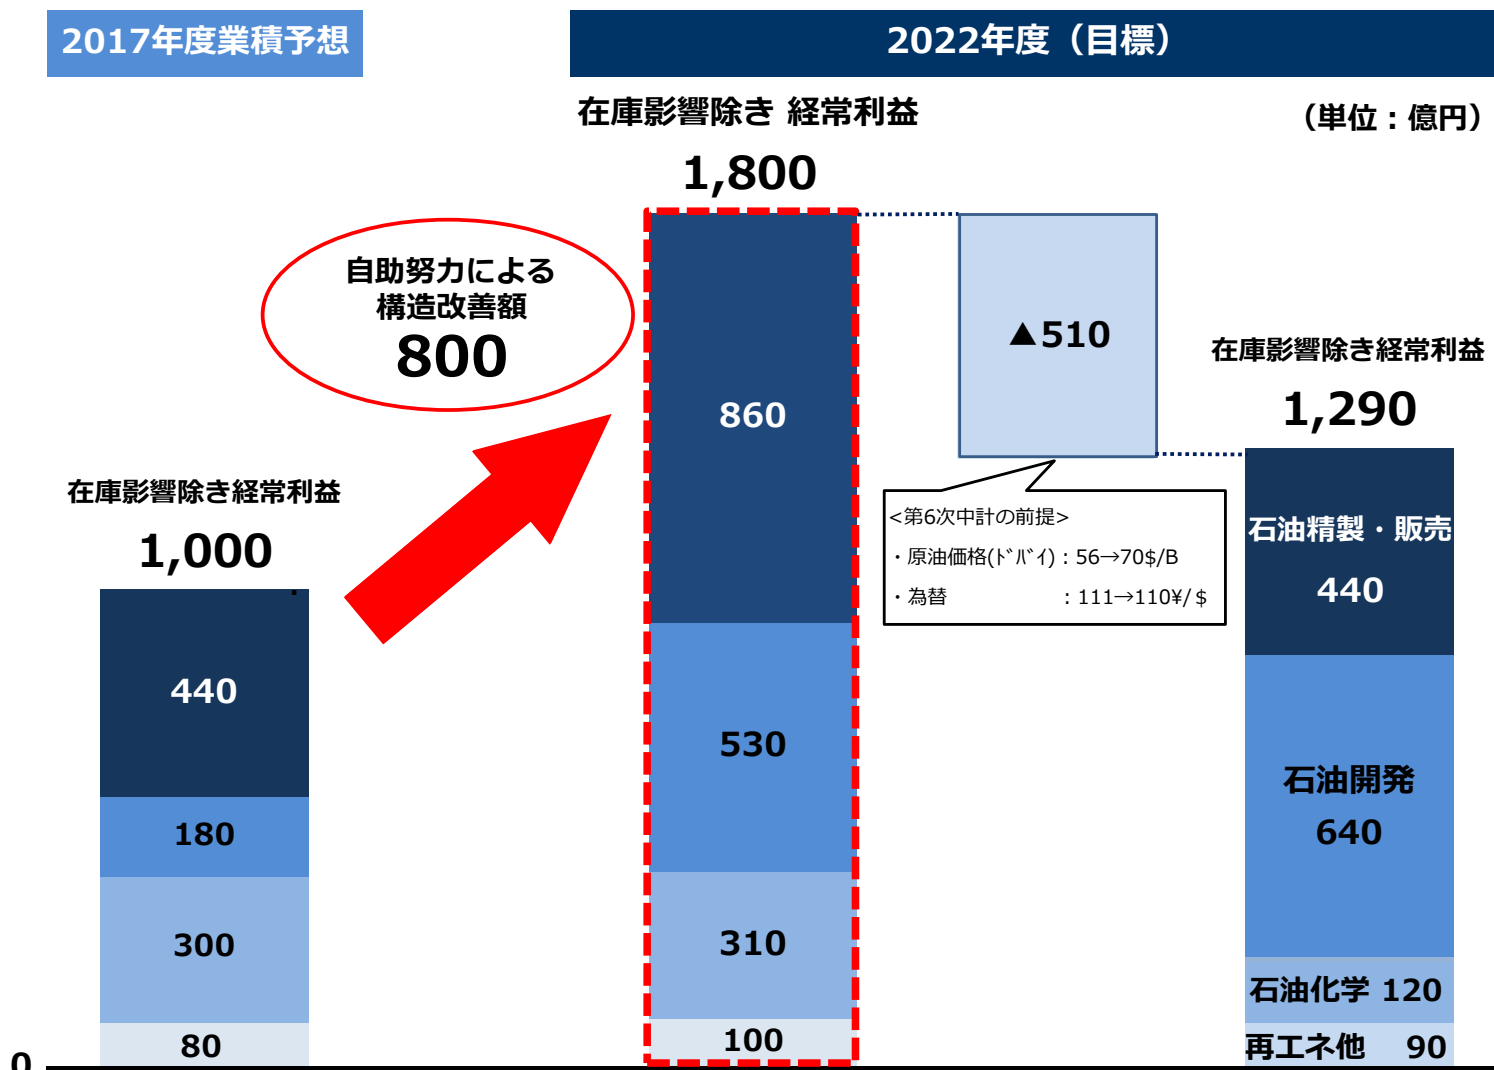 2017年度業績予想
2022年度（目標）
（単位：億円）
在庫影響除き 経常利益
1,800
自助努力による
構造改善額
800
在庫影響除き経常利益
1,000
440
180
300
80
0
860
530
310
100
▲510
<第6次中計の前提>
・原油価格(ﾄﾞﾊﾞｲ)：56→70$/B
・為替 ：111→110¥/＄
在庫影響除き経常利益
1,290
石油精製・販売
440
石油開発
640
石油化学 120
再エネ他 90